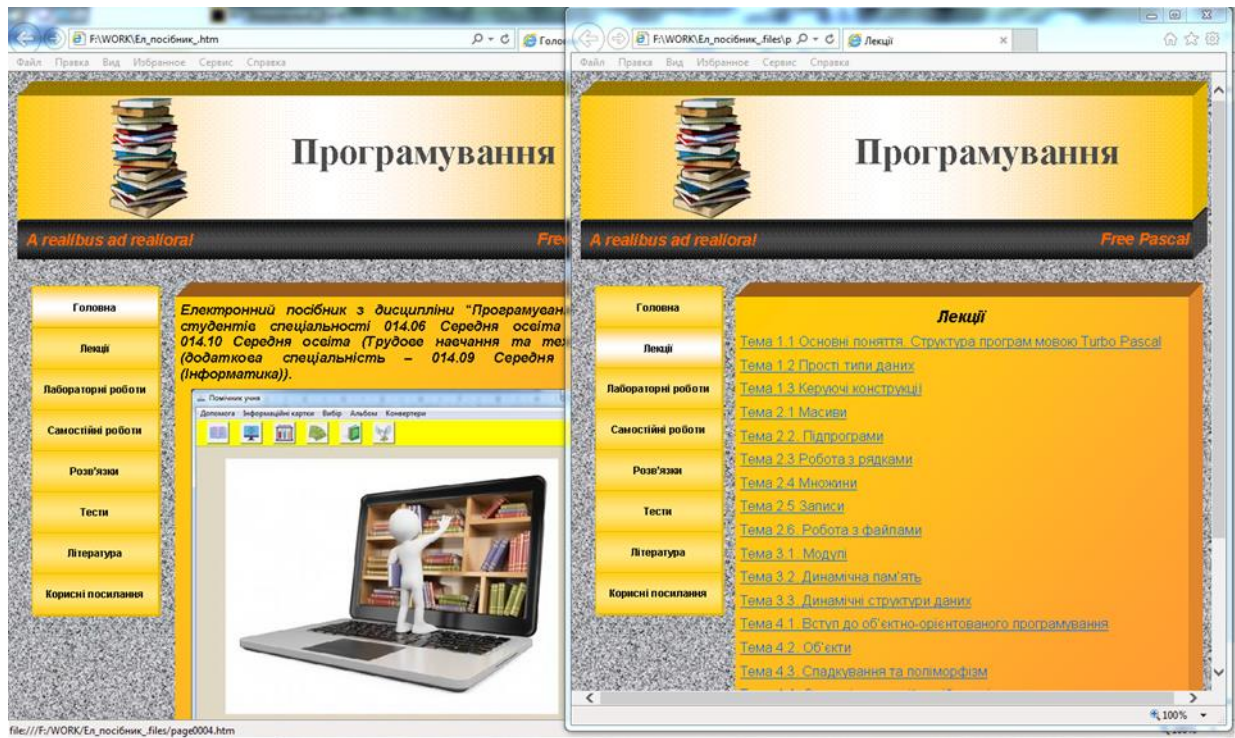 F:\WORK\Ел_посібник_.htm
Файл Правка Вид Избранное Сервис Справка
Програмування
A realibus ad realiora!
Головна
Лекції
Лабораторні роботи
Самостійні роботи
Розв'язки
Тести
Література
Корисні посилання
Електронний посібник з дисципліни "Програмуван
студентів спеціальності 014.06 Середня освіта
014.10 Середня освіта (Трудове навчання та тех
(додаткова спеціальність – 014.09 Середня
(Інформатика)).
Помічник учня
Допомога Інформаційні картки Вибір Альбом Конвертери
file:///F:/WORK/Ел_посібник_.files/page0004.htm
F:\WORK\Ел_посібник_.files\p
Лекції
Файл Правка Вид Избранное Сервис Справка
Програмування
A realibus ad realiora! Free Pascal
Головна
Лекції
Лабораторні роботи
Самостійні роботи
Розв'язки
Тести
Література
Корисні посилання
Лекції
Тема 1.1 Основні поняття. Структура програм мовою Turbo Pascal
Тема 1.2 Прості типи даних
Тема 1.3 Керуючі конструкції
Тема 2.1 Масиви
Тема 2.2. Підпрограми
Тема 2.3 Робота з рядками
Тема 2.4 Множини
Тема 2.5 Записи
Тема 2.6. Робота з файлами
Тема 3.1. Модулі
Тема 3.2. Динамічна пам'ять
Тема 3.3. Динамічні структури даних
Тема 4.1. Вступ до об'єктно-орієнтованого програмування
Тема 4.2. Об'єкти
Тема 4.3. Спадкування та поліморфізм
100%